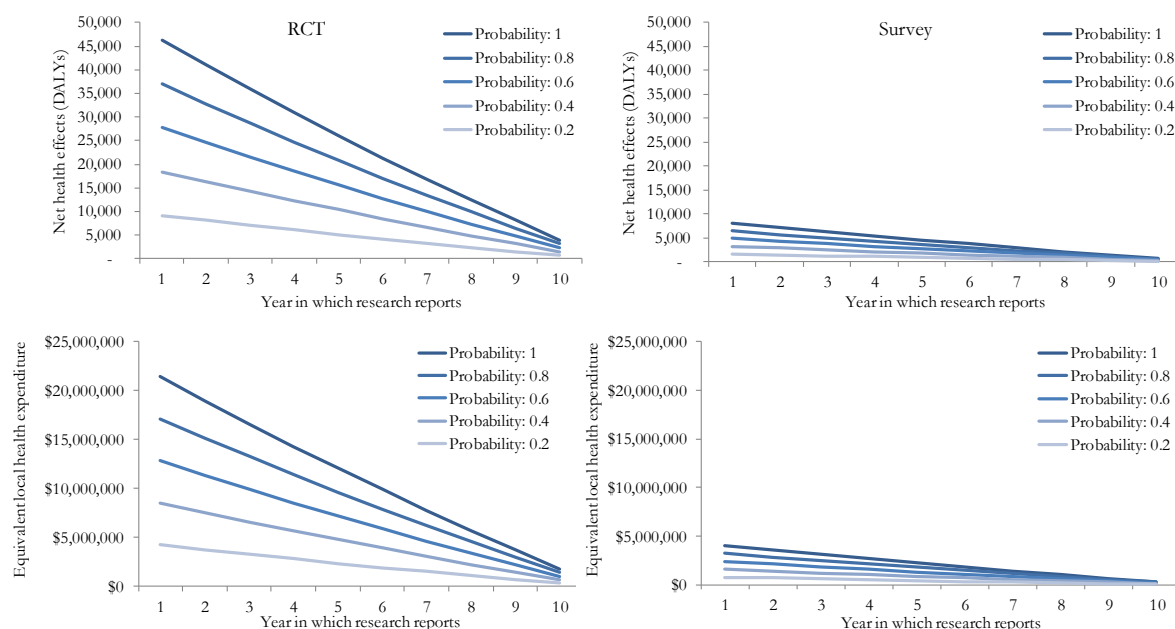 RCT
Net health effects (DALYs)
50,000
45,000
40,000
35,000
30,000
25,000
20,000
15,000
10,000
5,000
-
Probability: 1
Probability: 0.8
Probability: 0.6
Probability: 0.4
Probability: 0.2
1 2 3 4 5 6 7 8 9 10
Year in which research reports
Survey
Net health effects (DALYs)
50,000
45,000
40,000
35,000
30,000
25,000
20,000
15,000
10,000
5,000
-
Probability: 1
Probability: 0.8
Probability: 0.6
Probability: 0.4
Probability: 0.2
1 2 3 4 5 6 7 8 9 10
Year in which research reports
Equivalent local health expenditure
$25,000,000
$20,000,000
$15,000,000
$10,000,000
$5,000,000
$0
Probability: 1
Probability: 0.8
Probability: 0.6
Probability: 0.4
Probability: 0.2
1 2 3 4 5 6 7 8 9 10
Year in which research reports
Equivalent local health expenditure
$25,000,000
$20,000,000
$15,000,000
$10,000,000
$5,000,000
$0
Probability: 1
Probability: 0.8
Probability: 0.6
Probability: 0.4
Probability: 0.2
1 2 3 4 5 6 7 8 9 10
Year in which research reports